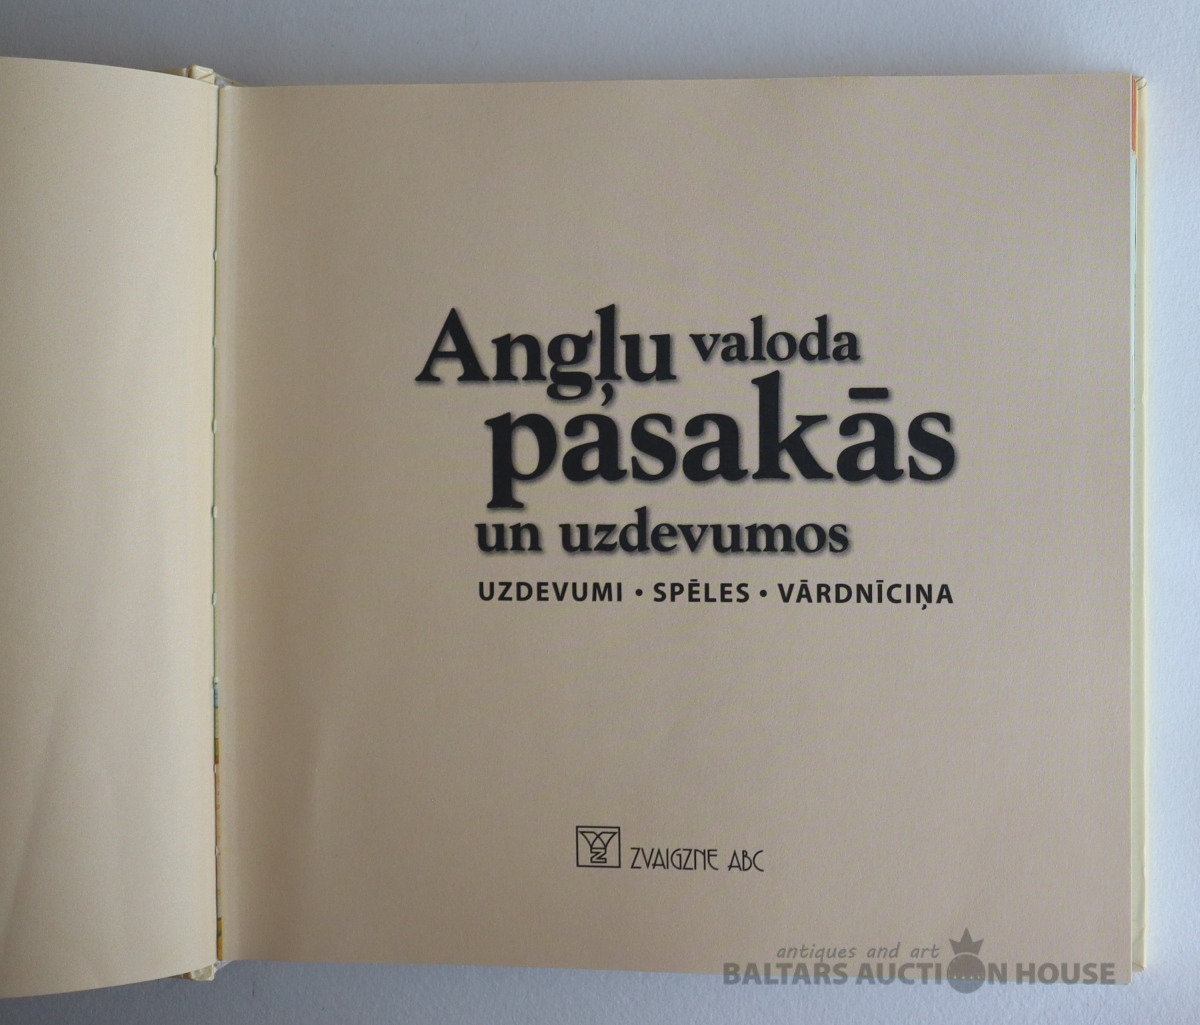 Angļu valoda
pasakās
un uzdevumos
UZDEVUMI • SPĒLES • VĀRDNĪCIŅA
ZVAIGZNE ABC
antiques and art
BALTARS AUCTION HOUSE